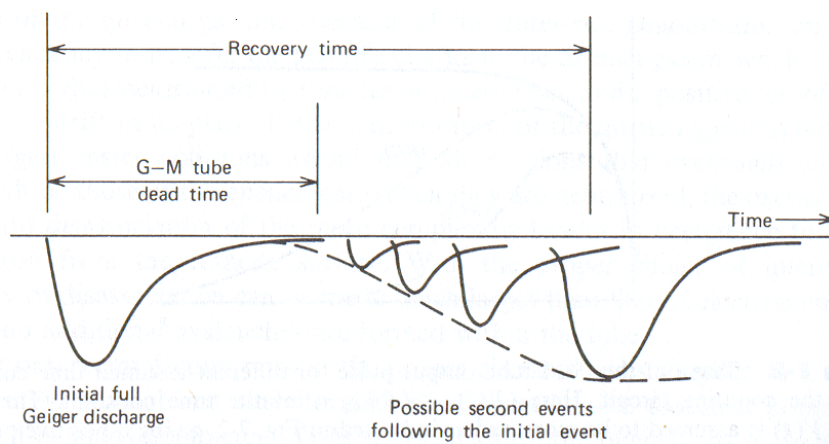 Recovery time
G–M tube
dead time
Time
Initial full
Geiger discharge
Possible second events
following the initial event